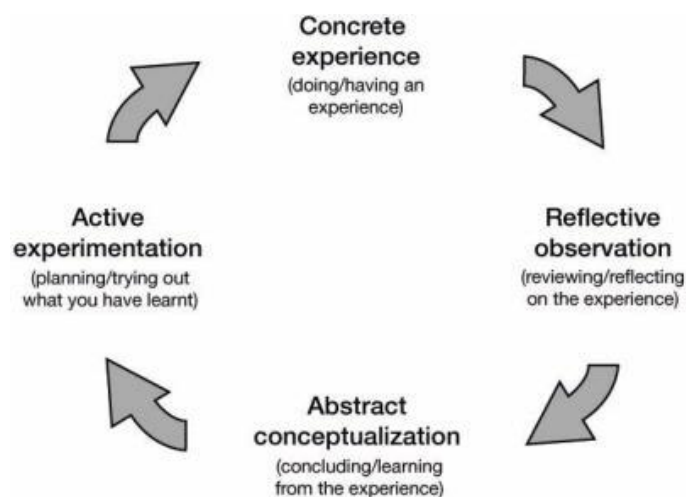 Concrete
experience
(doing/having an
experience)
Reflective
observation
(reviewing/reflecting
on the experience)
Abstract
conceptualization
(concluding/learning
from the experience)
Active
experimentation
(planning/trying out
what you have learnt)